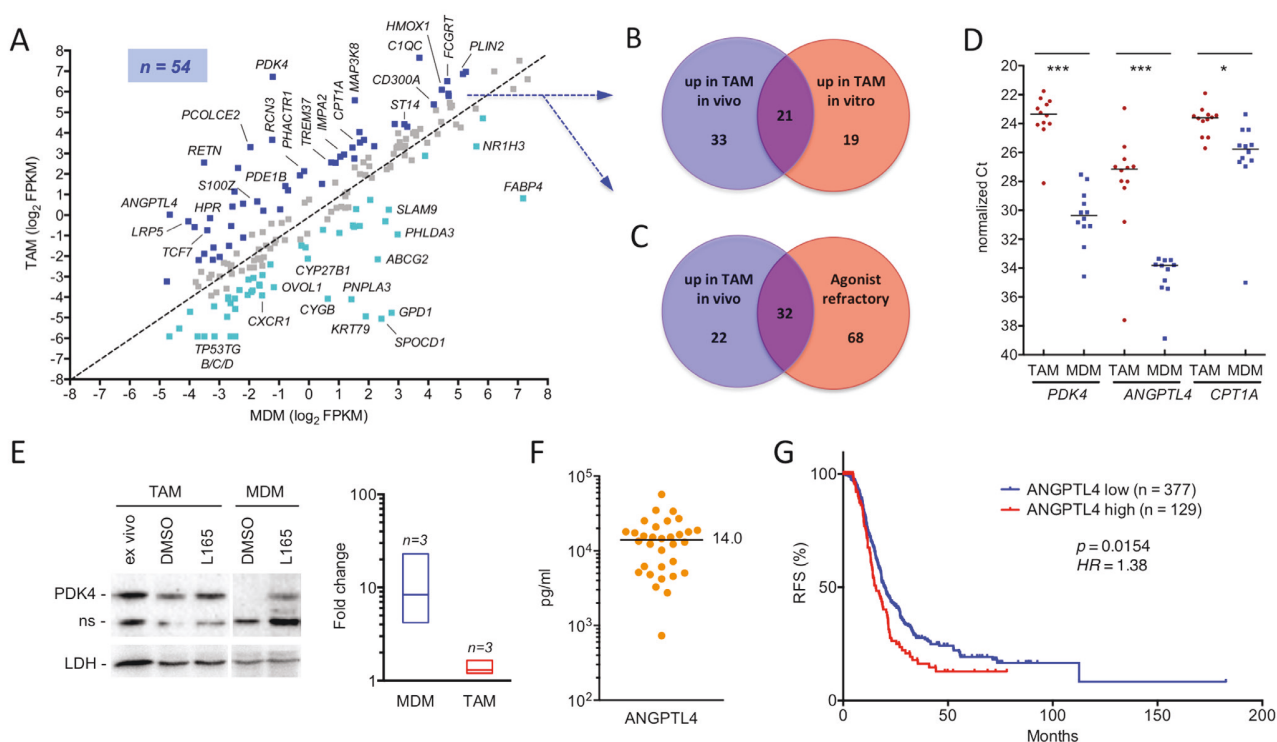 A
n = 54
TAM (log2 FPKM)
8
7
6
5
4
3
2
1
0
-1
-2
-3
-4
-5
-6
-7
-8
-8 -7 -6 -5 -4 -3 -2 -1 0 1 2 3 4 5 6 7 8
MDM (log2 FPKM)
HMOX1
FCGRT
C1QC
PLIN2
PDK4
MAP3K8
CD300A
ST14
PCOLCE2
RCN3
PHACTR1
TREM37
IMPA2
CPT1A
RETN
PDE1B
S100Z
ANGPTL4
HPR
LRP5
TCF7
NR1H3
FABP4
SLAM9
PHLDA3
ABCG2
CYP27B1
OVOL1
PNPLA3
CYGB
GPD1
CXCR1
KRT79
SPOCD1
TP53TG
B/C/D
B
up in TAM
in vivo
33
21
up in TAM
in vitro
19
C
up in TAM
in vivo
22
32
Agonist
refractory
68
D
normalized Ct
20
22
24
26
28
30
32
34
36
38
40
*** *** *
TAM MDM TAM MDM TAM MDM
PDK4 ANGPTL4 CPT1A
E
TAM MDM
ex vivo
DMSO
L165
DMSO
L165
PDK4 -
ns -
LDH -
Fold change
100
10
1
n=3
n=3
MDM TAM
F
pg/ml
10^5
10^4
10^3
10^2
14.0
ANGPTL4
G
RFS (%)
100
50
0
0 50 100 150 200
Months
ANGPTL4 low (n = 377)
ANGPTL4 high (n = 129)
p = 0.0154
HR = 1.38